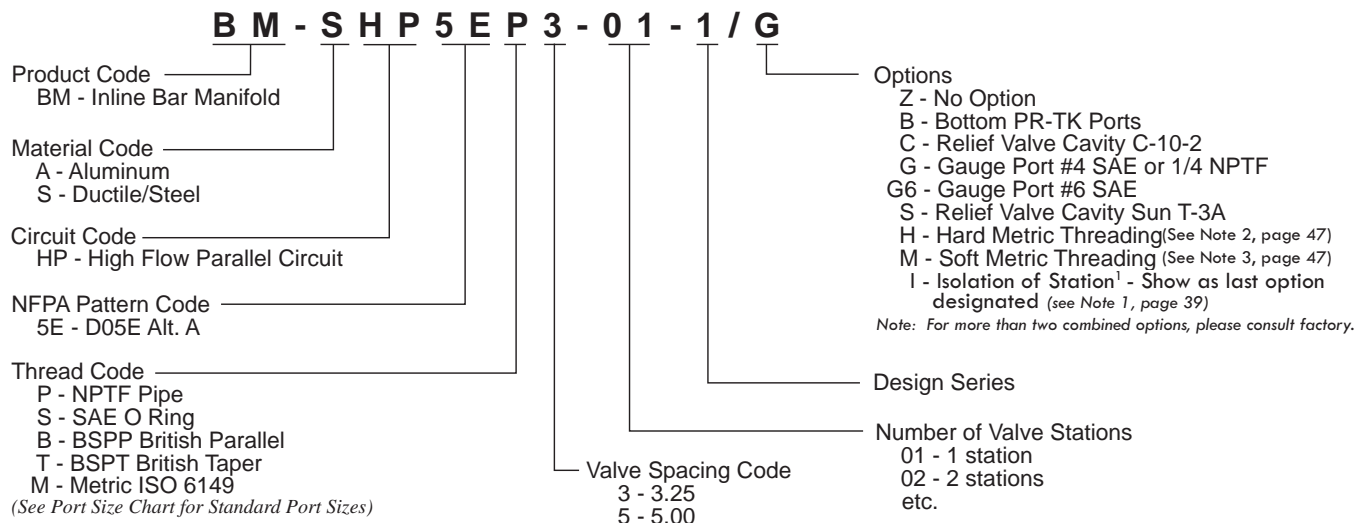 BM-SHP5EP3-01-1/G
Product Code
BM - Inline Bar Manifold
Material Code
A - Aluminum
S - Ductile/Steel
Circuit Code
HP - High Flow Parallel Circuit
NFPA Pattern Code
5E - D05E Alt. A
Thread Code
P - NPTF Pipe
S - SAE O Ring
B - BSPP British Parallel
T - BSPT British Taper
M - Metric ISO 6149
(See Port Size Chart for Standard Port Sizes)
Valve Spacing Code
3 - 3.25
5 - 5.00
Options
Z - No Option
B - Bottom PR-TK Ports
C - Relief Valve Cavity C-10-2
G - Gauge Port #4 SAE or 1/4 NPTF
G6 - Gauge Port #6 SAE
S - Relief Valve Cavity Sun T-3A
H - Hard Metric Threading(See Note 2, page 47)
M - Soft Metric Threading (See Note 3, page 47)
I - Isolation of Station¹ - Show as last option
designated (see Note 1, page 39)
Note: For more than two combined options, please consult factory.
Design Series
Number of Valve Stations
01 - 1 station
02 - 2 stations
etc.